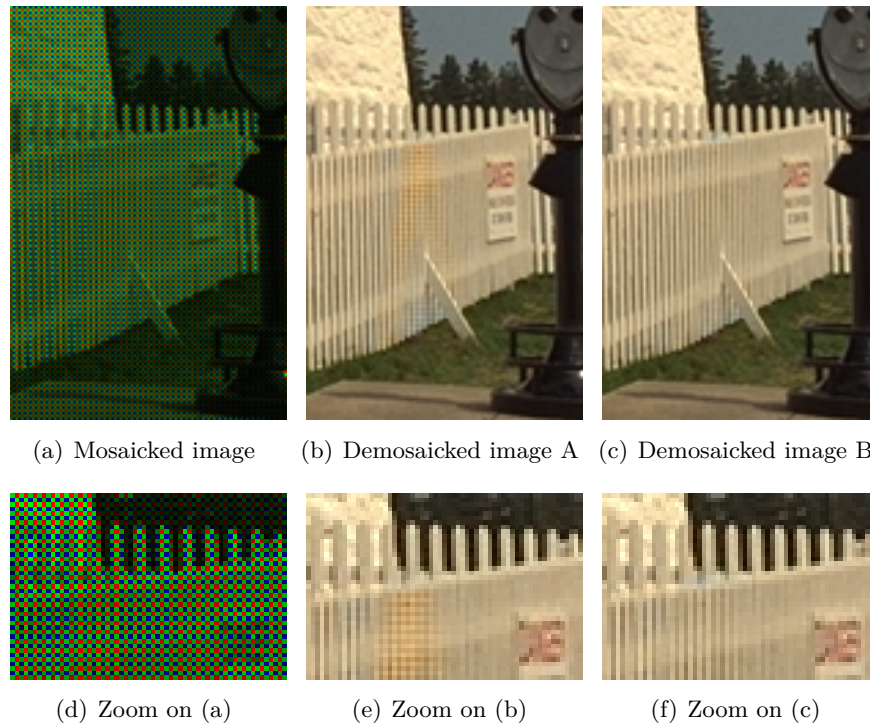 (a) Mosaicked image
(b) Demosaicked image A
(c) Demosaicked image B
(d) Zoom on (a)
(e) Zoom on (b)
(f) Zoom on (c)